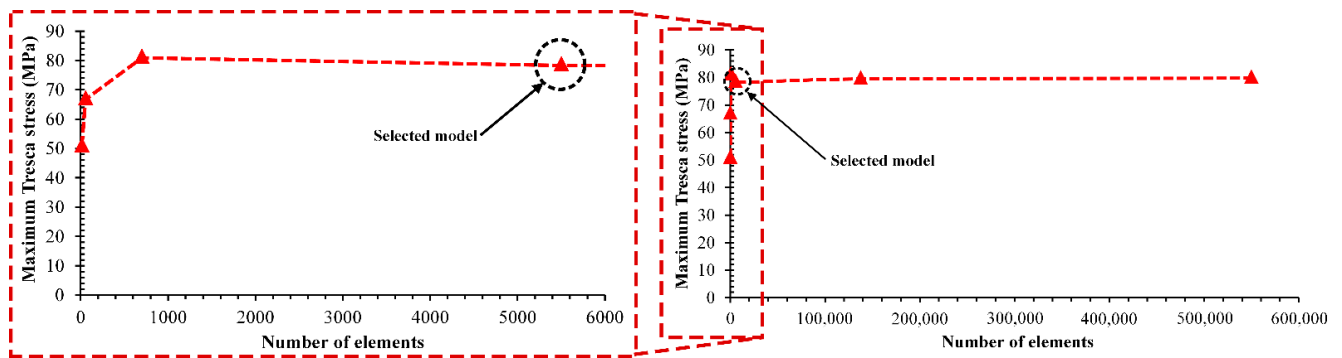 Maximum Tresca stress (MPa)
90
80
70
60
50
40
30
20
10
0
Selected model
0 1000 2000 3000 4000 5000 6000
Number of elements
Maximum Tresca stress (MPa)
90
80
70
60
50
40
30
20
10
0
Selected model
0 100,000 200,000 300,000 400,000 500,000 600.000
Number of elements